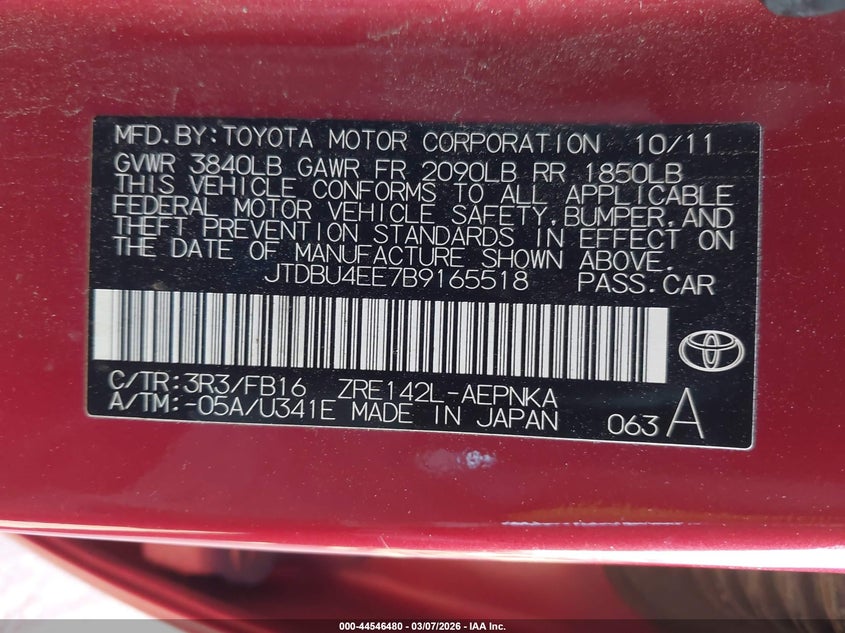 MFD. BY: TOYOTA MOTOR CORPORATION 10/11
GVWR 3840LB GAWR FR 2090LB RR 1850LB
THIS VEHICLE CONFORMS TO ALL APPLICABLE
FEDERAL MOTOR VEHICLE SAFETY, BUMPER, AND
THEFT PREVENTION STANDARDS IN EFFECT ON
THE DATE OF MANUFACTURE SHOWN ABOVE.
JTDBU4EE7B9165518 PASS. CAR
C/TR: 3R3/FB16 ZRE142L-AEPNKA
A/TM: -05A/U341E MADE IN JAPAN 063 A
000-44546480 - 03/07/2026 - IAA Inc.